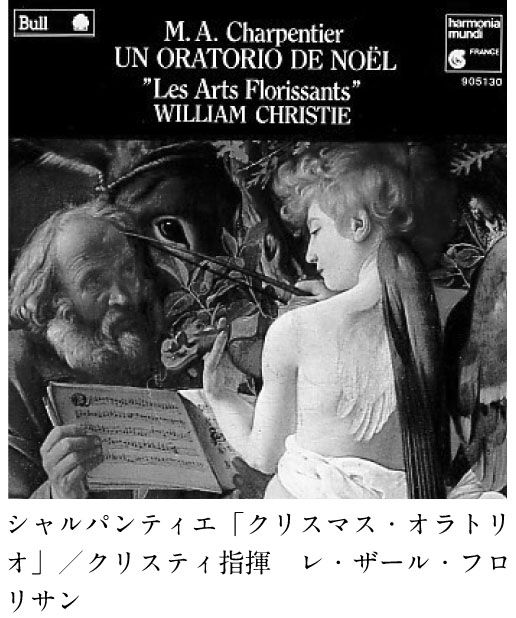 Bull
M. A. Charpentier
UN ORATORIO DE NOËL
"Les Arts Florissants"
WILLIAM CHRISTIE
harmonia
mundi
FRANCE
905130
シャルパンティエ「クリスマス・オラトリ
オ」／クリスティ指揮　レ・ザール・フロ
リサン